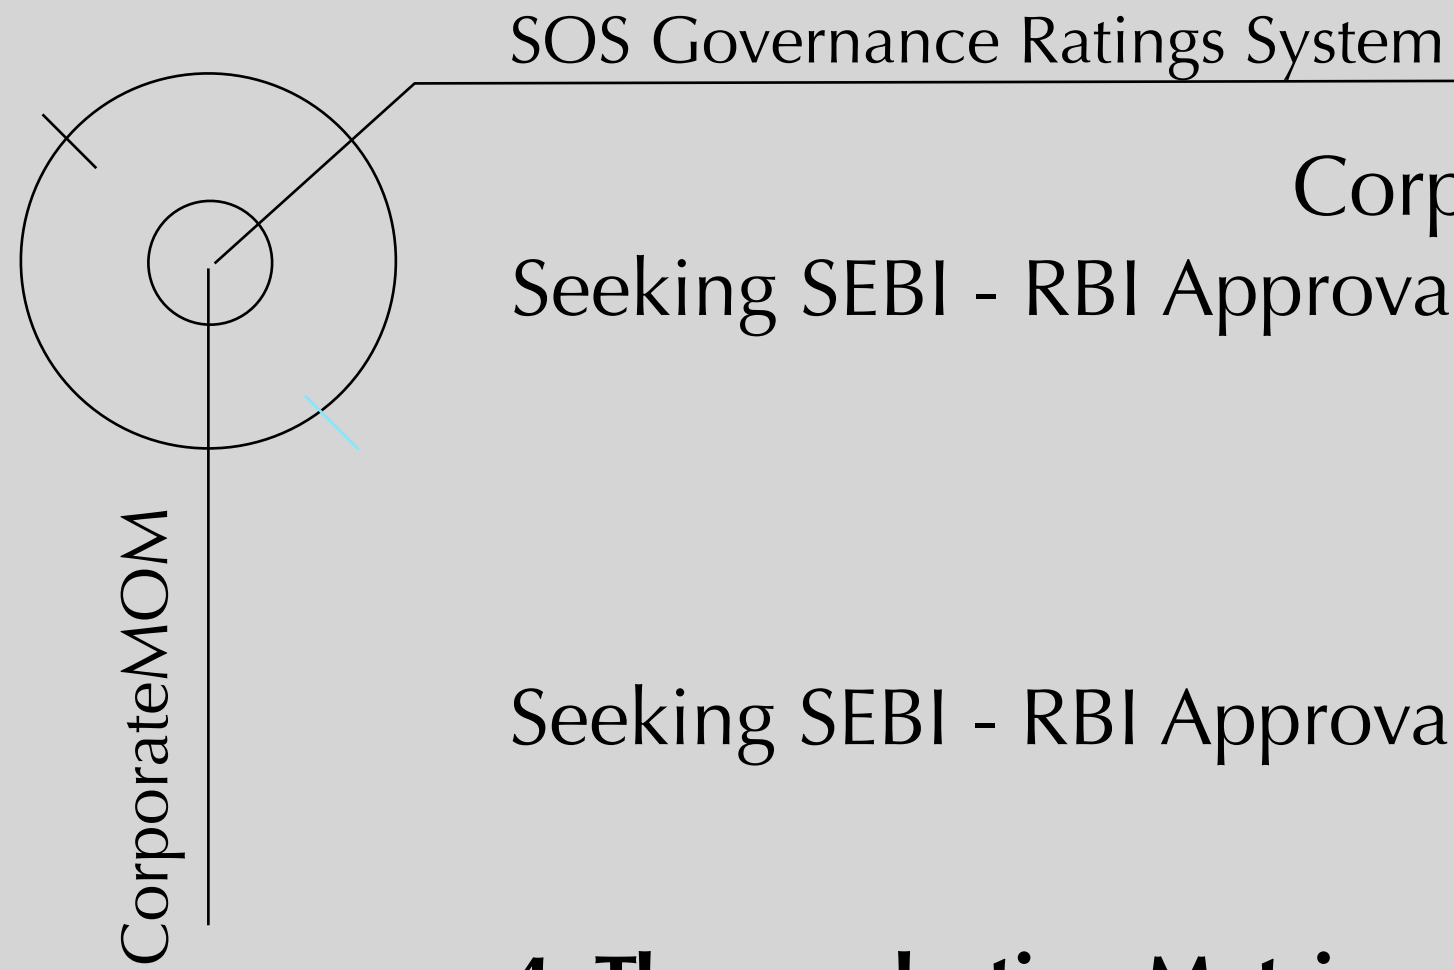 SOS Governance Ratings System
Corp
Seeking SEBI - RBI Approva
Seeking SEBI - RBI Approva
CorporateMOM